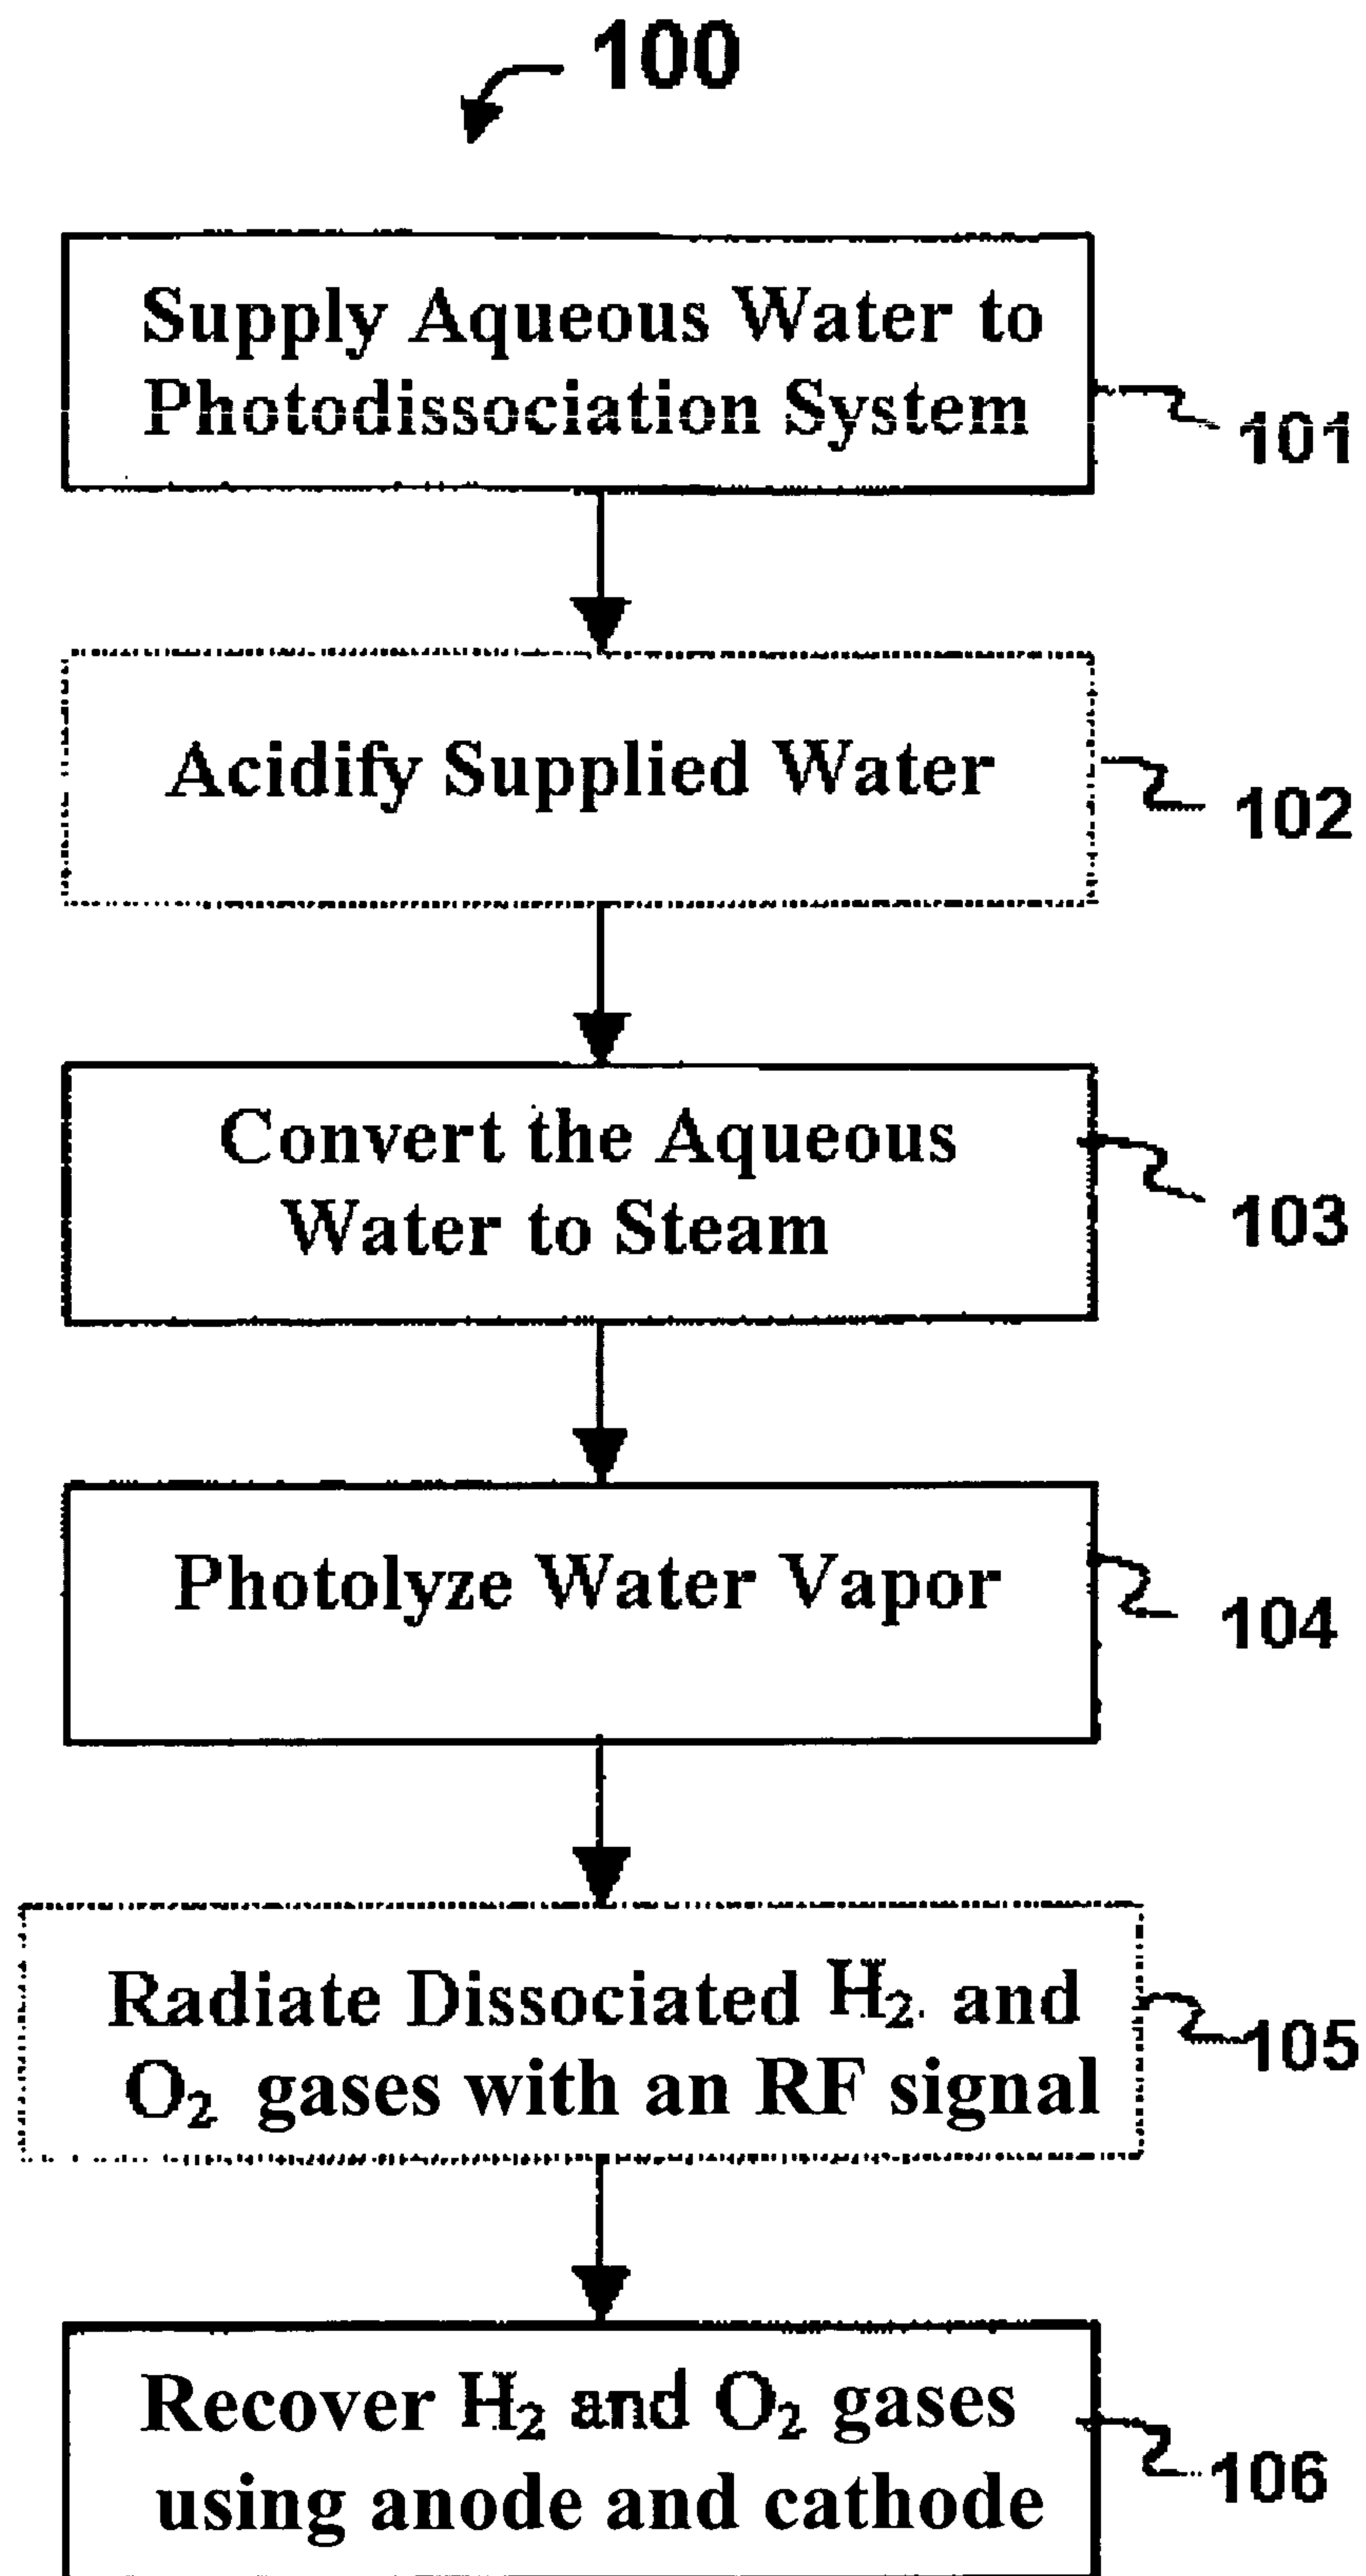 100
Supply Aqueous Water to
Photodissociation System
101
Acidify Supplied Water
102
Convert the Aqueous
Water to Steam
103
Photolyze Water Vapor
104
Radiate Dissociated H₂ and
O₂ gases with an RF signal
105
Recover H₂ and O₂ gases
using anode and cathode
106